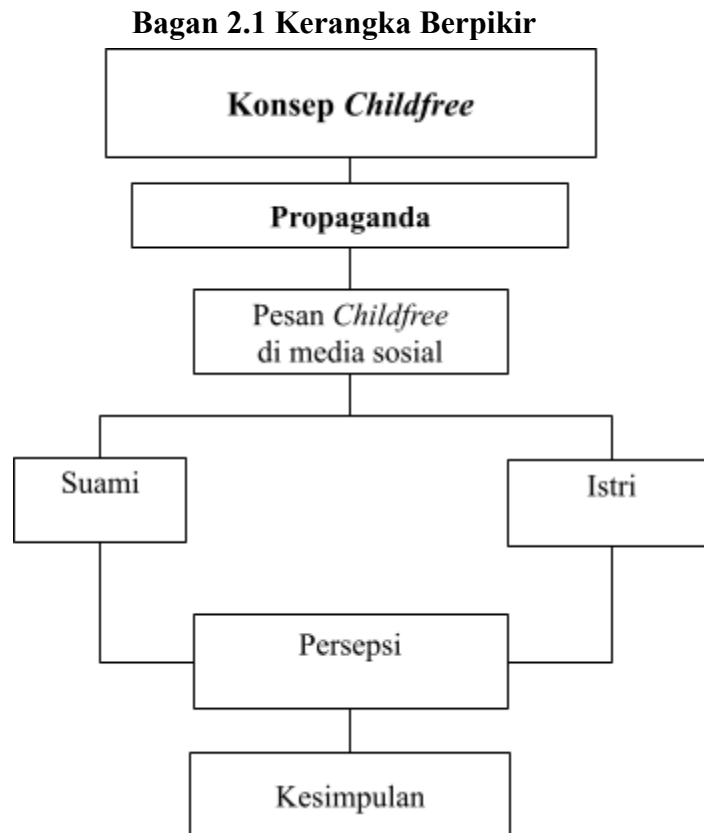 Bagan 2.1 Kerangka Berpikir
Konsep Childfree
Propaganda
Pesan Childfree
di media sosial
Suami
Istri
Persepsi
Kesimpulan